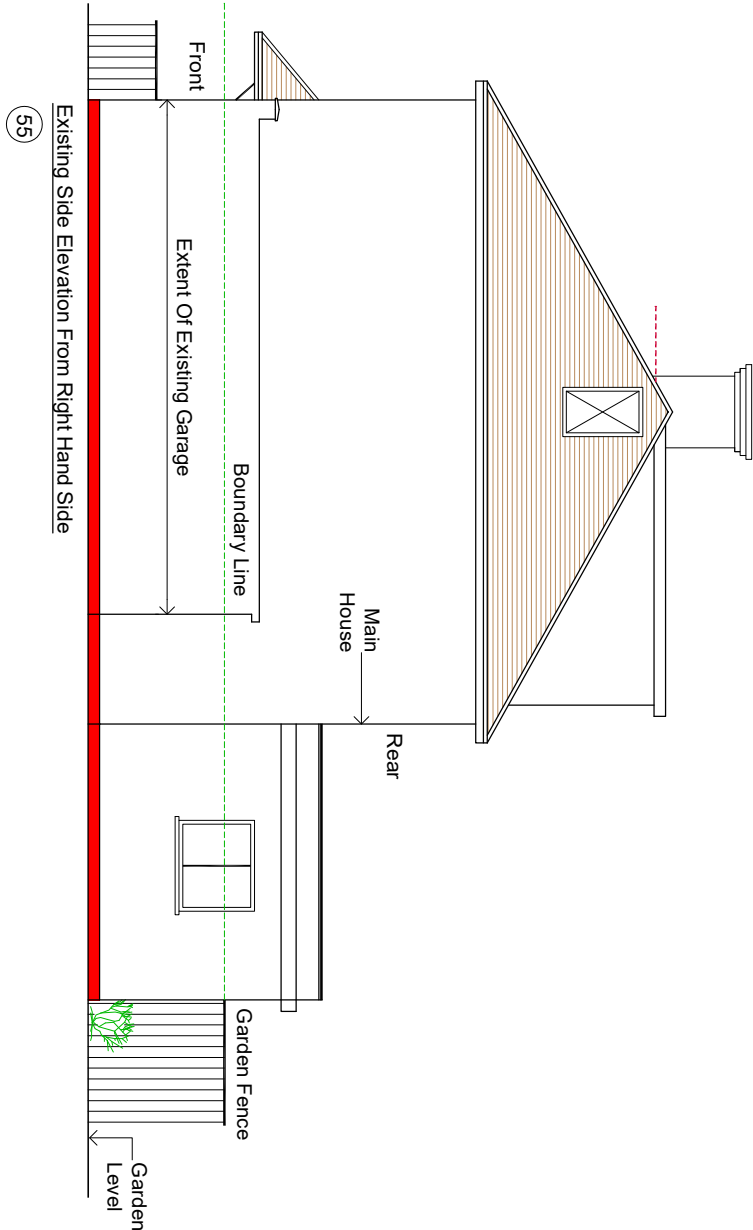 Front
Extent Of Existing Garage
Boundary Line
Main
House
Rear
Garden Fence
Garden
Level
Existing Side Elevation From Right Hand Side
55